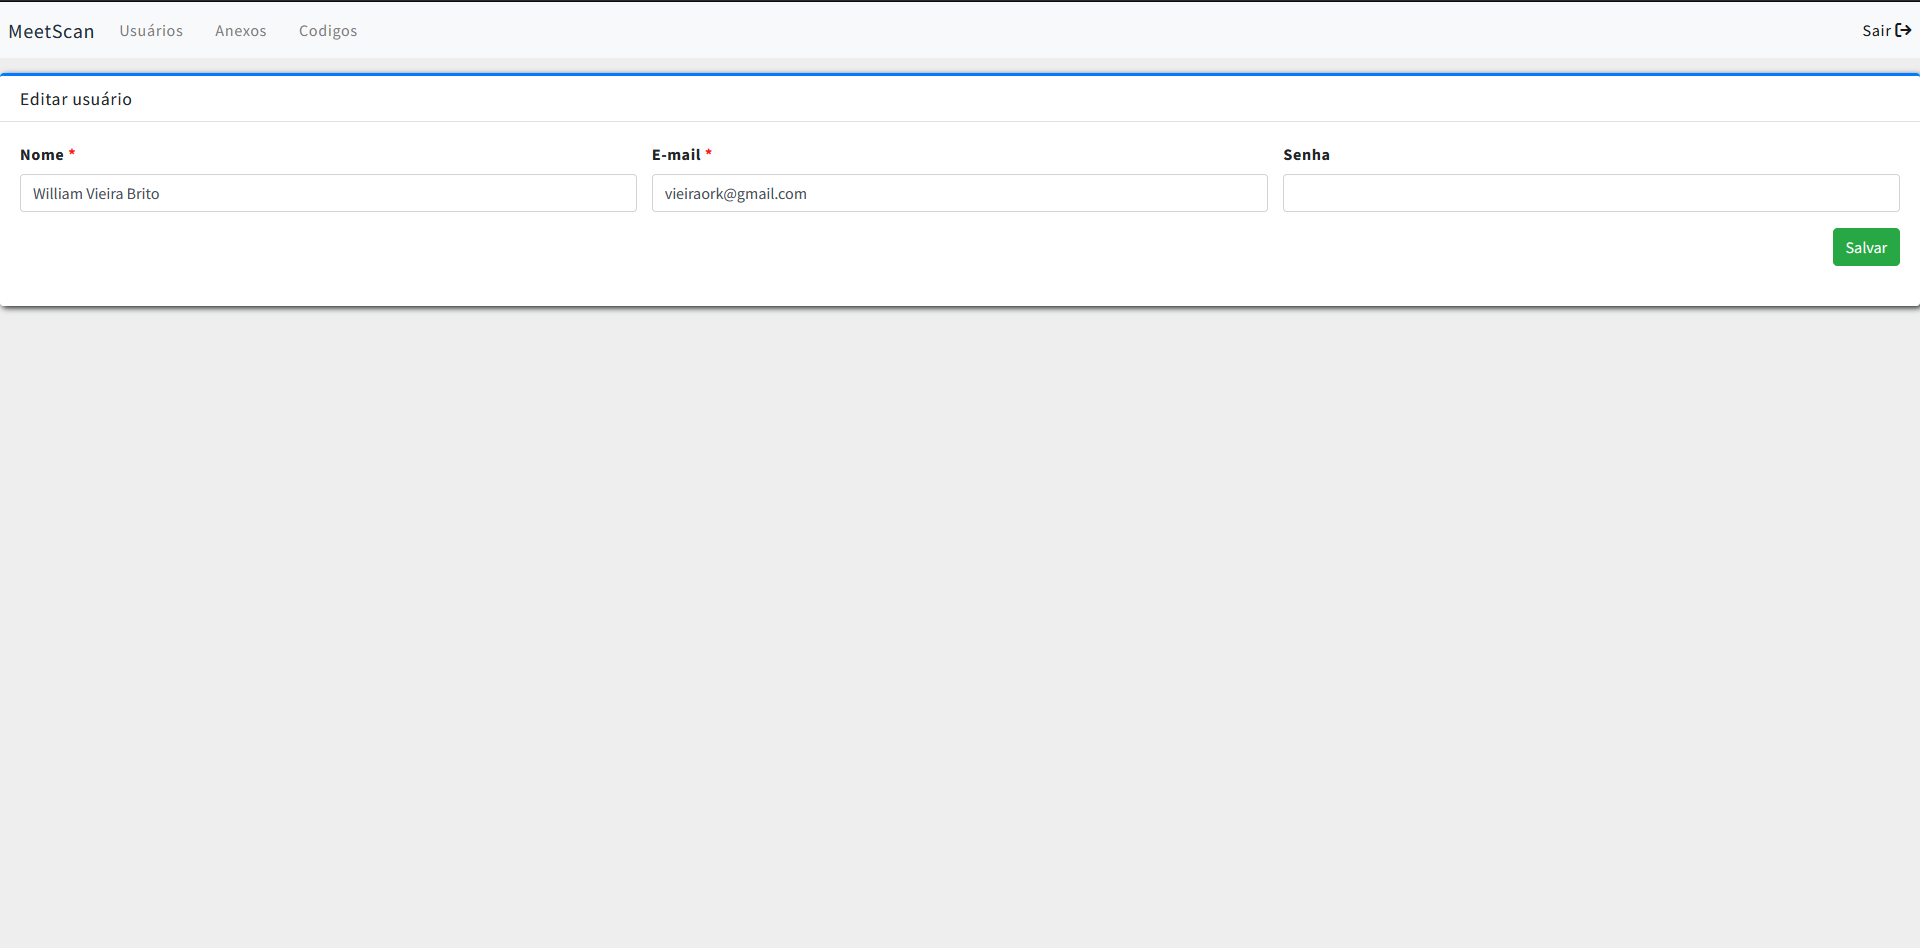 MeetScan Usuários Anexos Codigos Sair
Editar usuário
Nome * E-mail * Senha
William Vieira Brito vieiraork@gmail.com
Salvar